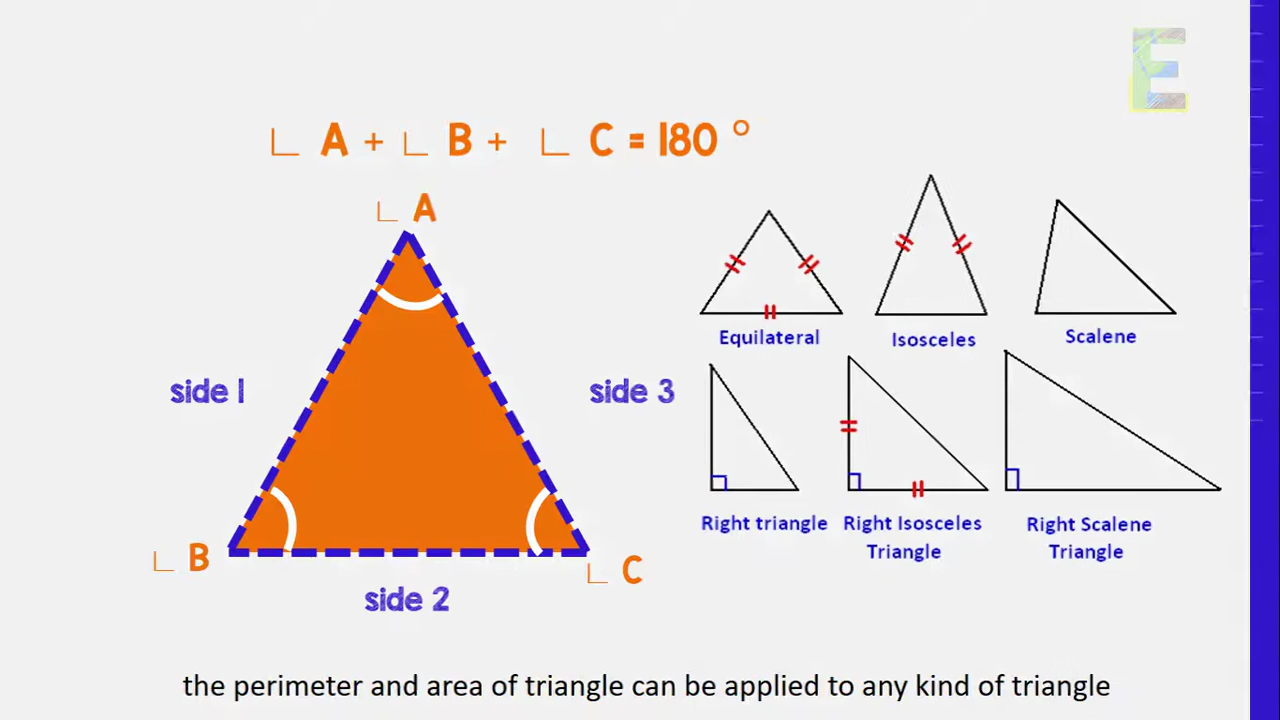 E
∟ A + ∟ B + ∟ C = 180 °
∟ A
side 1
side 3
∟ B
∟ C
side 2
Equilateral
Isosceles
Scalene
Right triangle
Right Isosceles
Triangle
Right Scalene
Triangle
the perimeter and area of triangle can be applied to any kind of triangle